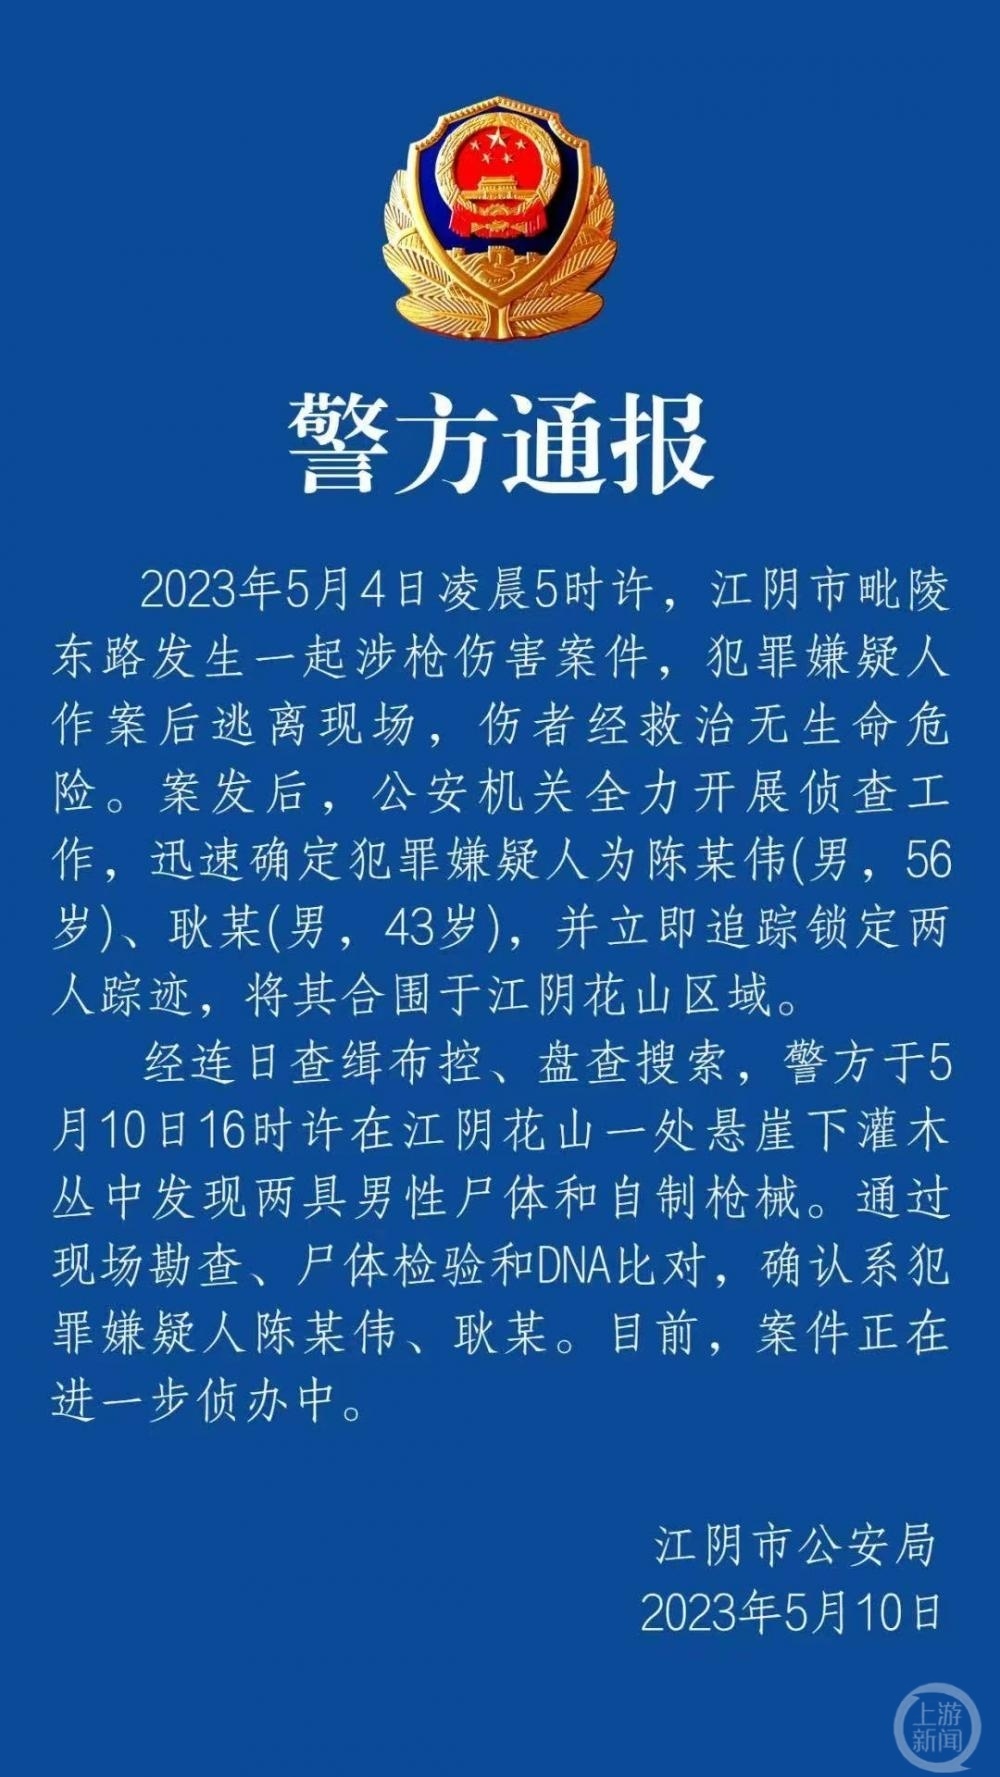 警方通报
2023年5月4日凌晨5时许，江阴市毗陵
东路发生一起涉枪伤害案件，犯罪嫌疑人
作案后逃离现场，伤者经救治无生命危
险。案发后，公安机关全力开展侦查工
作，迅速确定犯罪嫌疑人为陈某伟(男，56
岁)、耿某(男，43岁)，并立即追踪锁定两
人踪迹，将其合围于江阴花山区域。
经连日查缉布控、盘查搜索，警方于5
月10日16时许在江阴花山一处悬崖下灌木
丛中发现两具男性尸体和自制枪械。通过
现场勘查、尸体检验和DNA比对，确认系犯
罪嫌疑人陈某伟、耿某。目前，案件正在
进一步侦办中。
江阴市公安局
2023年5月10日
上游
新闻